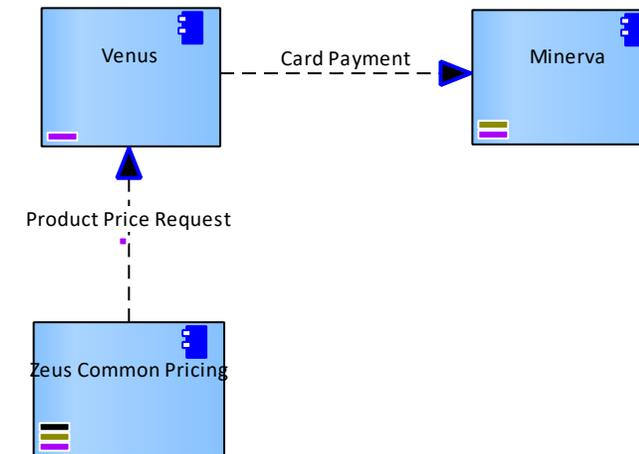 Venus
Card Payment
Minerva
Product Price Request
Zeus Common Pricing